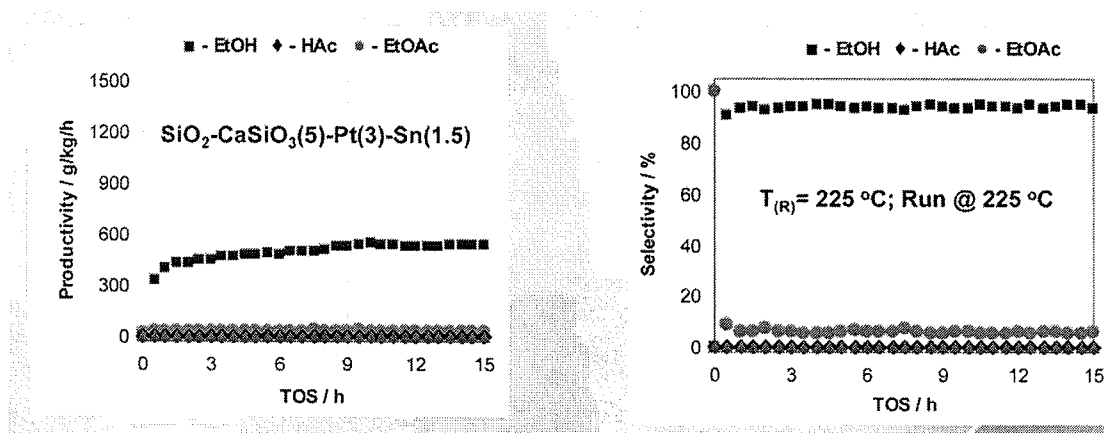 ■ - EtOH ♦ - HAc ● - EtOAc
1500
1200
900
600
300
0
Productivity / g/kg/h
SiO₂-CaSiO₃(5)-Pt(3)-Sn(1.5)
0 3 6 9 12 15
TOS / h
■ - EtOH ♦ - HAc ● - EtOAc
100
80
60
40
20
0
Selectivity / %
T(R)= 225 °C; Run @ 225 °C
0 3 6 9 12 15
TOS / h